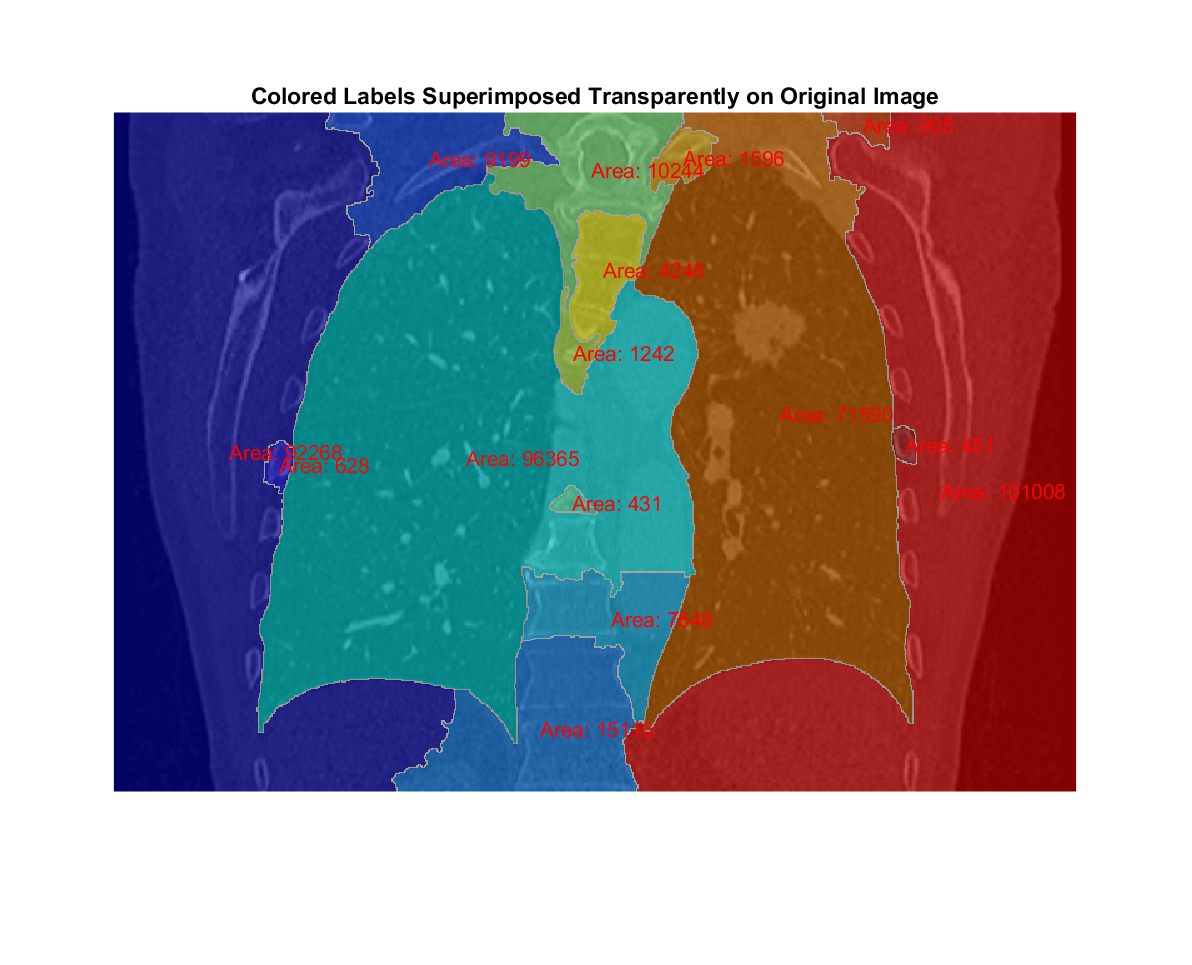 Colored Labels Superimposed Transparently on Original Image
Area: 905
Area: 9199
Area: 1596
Area: 10244
Area: 4246
Area: 1242
Area: 71590
Area: 451
Area: 92268
Area: 628
Area: 96365
Area: 101008
Area: 431
Area: 7648
Area: